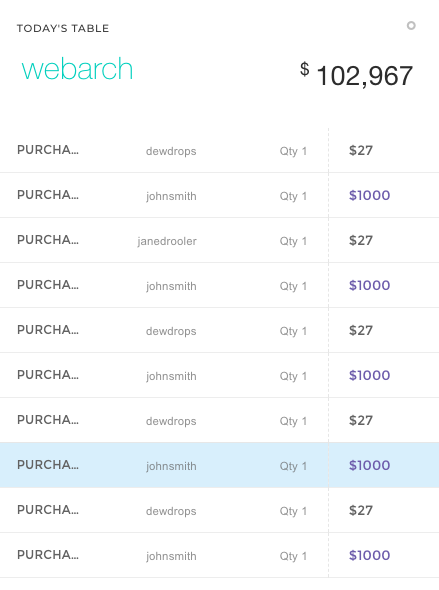 TODAY'S TABLE
webarch $ 102,967
PURCHA... dewdrops Qty 1 $27
PURCHA... johnsmith Qty 1 $1000
PURCHA... janedrooler Qty 1 $27
PURCHA... johnsmith Qty 1 $1000
PURCHA... dewdrops Qty 1 $27
PURCHA... johnsmith Qty 1 $1000
PURCHA... dewdrops Qty 1 $27
PURCHA... johnsmith Qty 1 $1000
PURCHA... dewdrops Qty 1 $27
PURCHA... johnsmith Qty 1 $1000